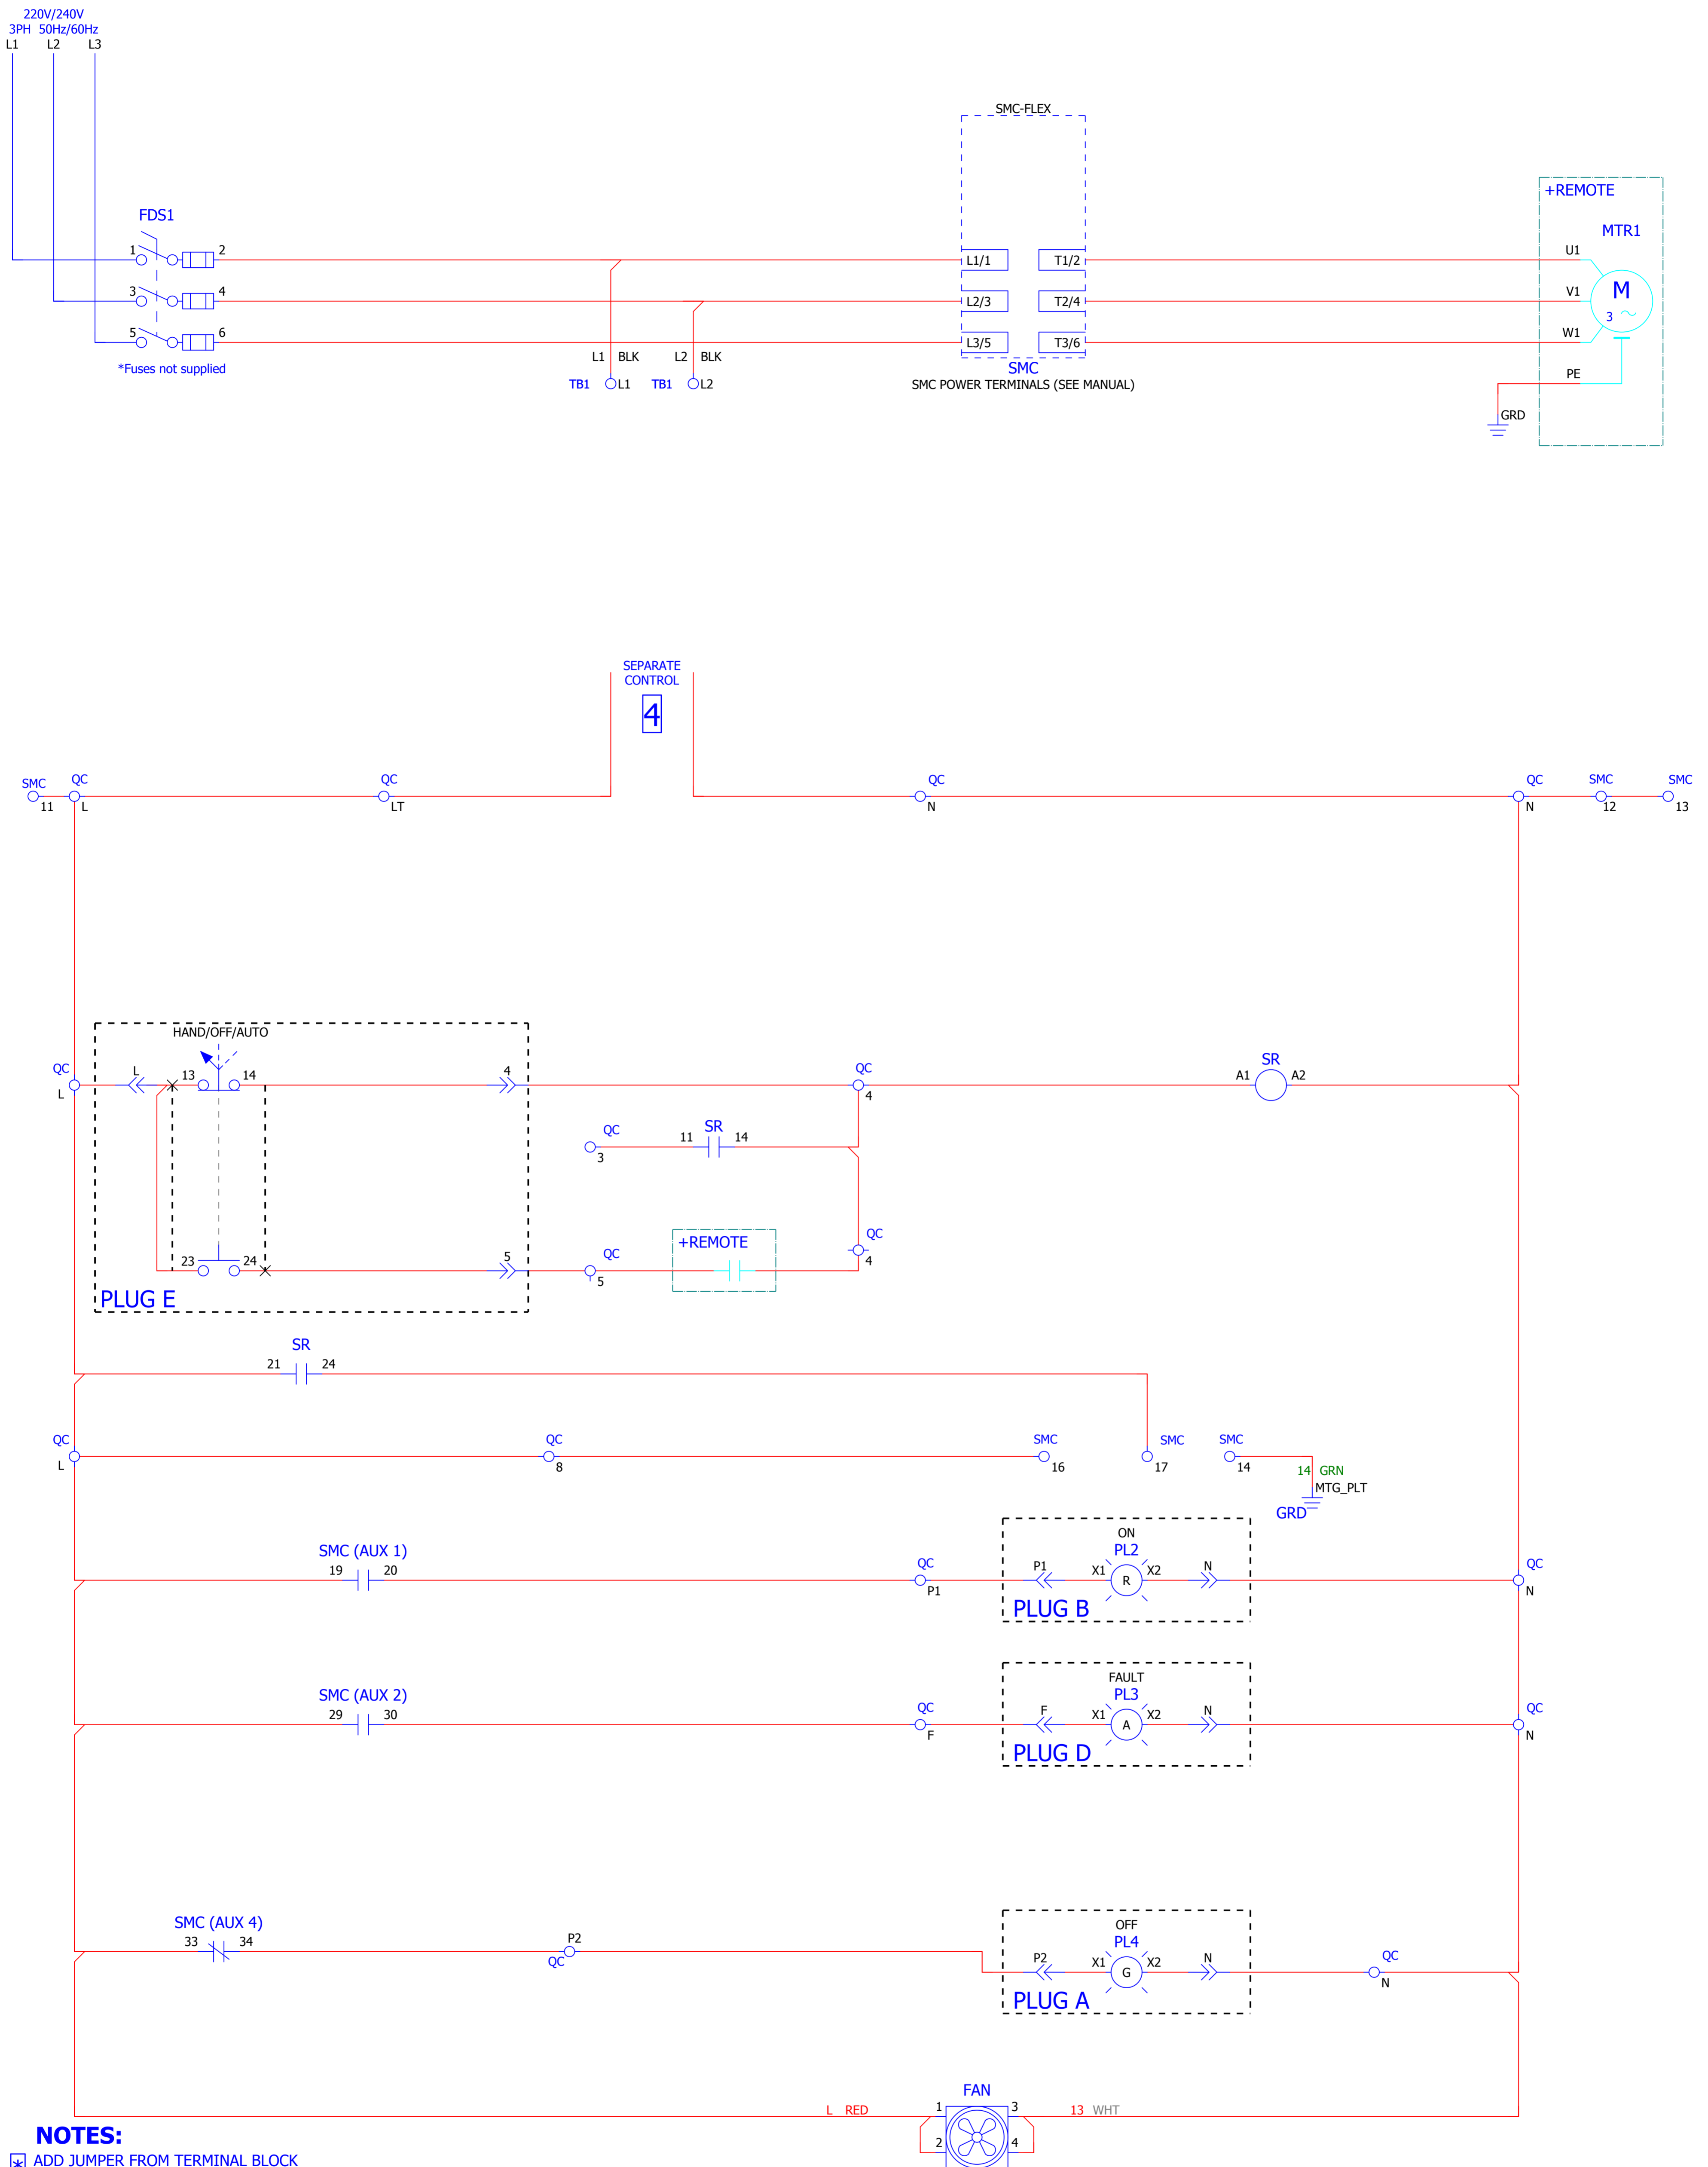 220V/240V
3PH 50Hz/60Hz
L1 L2 L3
SMC-FLEX
+REMOTE
FDS1
MTR1
1 2 L1/1 T1/2 U1
3 4 L2/3 T2/4 V1 M
3
5 6 L3/5 T3/6 W1
*Fuses not supplied
L1 BLK L2 BLK
SMC
PE
TB1 L1 TB1 L2
SMC POWER TERMINALS (SEE MANUAL)
GRD
SEPARATE
CONTROL
4
SMC QC QC QC QC SMC SMC
11 L LT N N 12 13
HAND/OFF/AUTO
QC L 13 14 4 QC A1 SR A2
L 4
QC 11 SR 14
3
+REMOTE
QC
4
23 24 5 QC
5
PLUG E
SR
21 24
QC QC SMC SMC SMC
L 8 16 17 14
14 GRN
MTG_PLT
GRD
ON
SMC (AUX 1) PL2
19 20 QC P1 X1 X2 N QC
R
P1 N
PLUG B
FAULT
SMC (AUX 2) PL3
29 30 QC F X1 X2 N QC
A
F N
PLUG D
OFF
SMC (AUX 4) PL4
33 34 P2 P2 X1 X2 N QC
QC G N
PLUG A
FAN
L RED 1 3 13 WHT
2 4
NOTES:
* ADD JUMPER FROM TERMINAL BLOCK